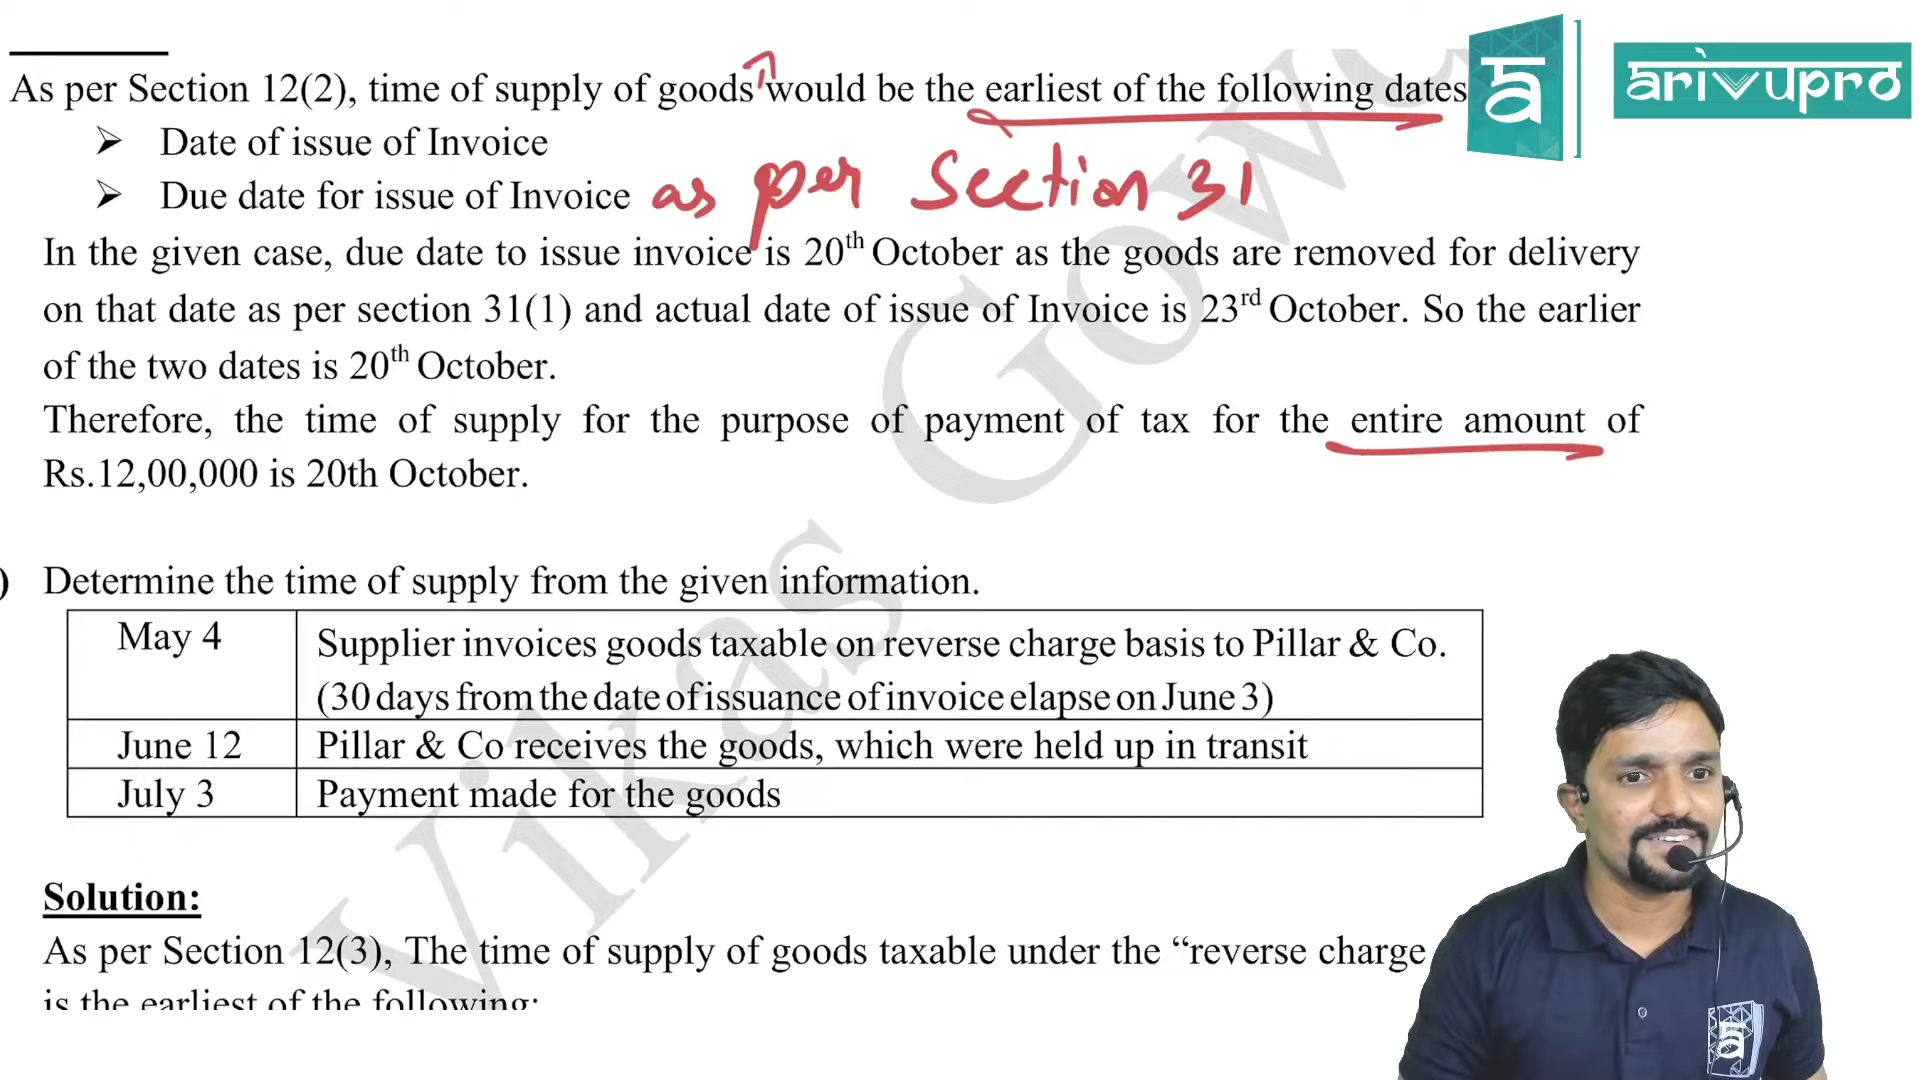 As per Section 12(2), time of supply of goods would be the earliest of the following dates
➢ Date of issue of Invoice
➢ Due date for issue of Invoice as per Section 31
In the given case, due date to issue invoice is 20th October as the goods are removed for delivery
on that date as per section 31(1) and actual date of issue of Invoice is 23rd October. So the earlier
of the two dates is 20th October.
Therefore, the time of supply for the purpose of payment of tax for the entire amount of
Rs.12,00,000 is 20th October.
) Determine the time of supply from the given information.
May 4 Supplier invoices goods taxable on reverse charge basis to Pillar & Co.
(30 days from the date of issuance of invoice elapse on June 3)
June 12 Pillar & Co receives the goods, which were held up in transit
July 3 Payment made for the goods
Solution:
As per Section 12(3), The time of supply of goods taxable under the “reverse charge
is the earliest of the following:
arivupro
Vikas Gow